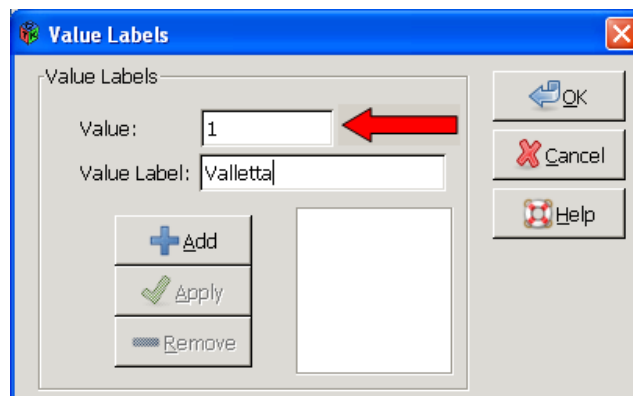 Value Labels
Value Labels
Value: 1
Value Label: Valletta
Add
Apply
Remove
OK
Cancel
Help